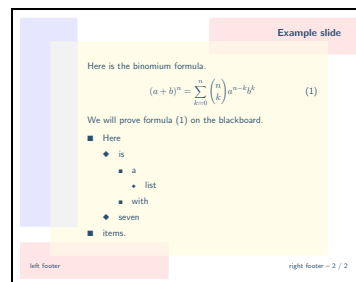 Example slide
Here is the binomium formula.
(a + b)^n = \sum_{k=0}^{n} \binom{n}{k} a^{n-k} b^k (1)
We will prove formula (1) on the blackboard.
■ Here
◆ is
■ a
◆ list
■ with
◆ seven
■ items.
left footer right footer – 2 / 2